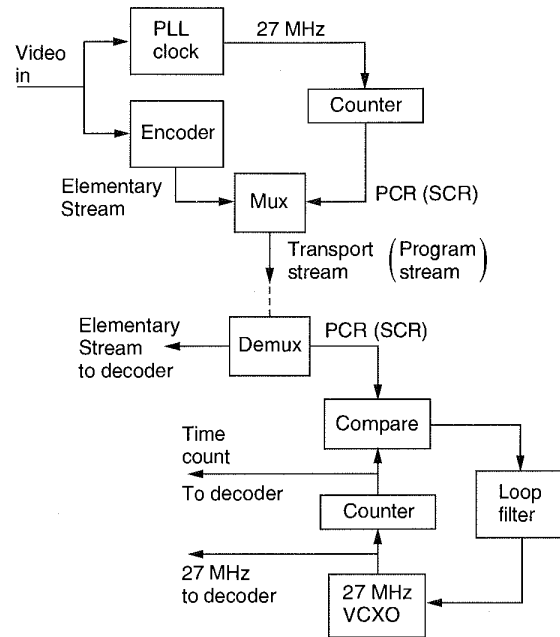 Video
in
PLL
clock
27 MHz
Counter
Encoder
Elementary
Stream
Mux
PCR (SCR)
Transport
stream
(Program
stream)
Elementary
Stream
to decoder
Demux
PCR (SCR)
Compare
Time
count
To decoder
Counter
Loop
filter
27 MHz
to decoder
27 MHz
VCXO